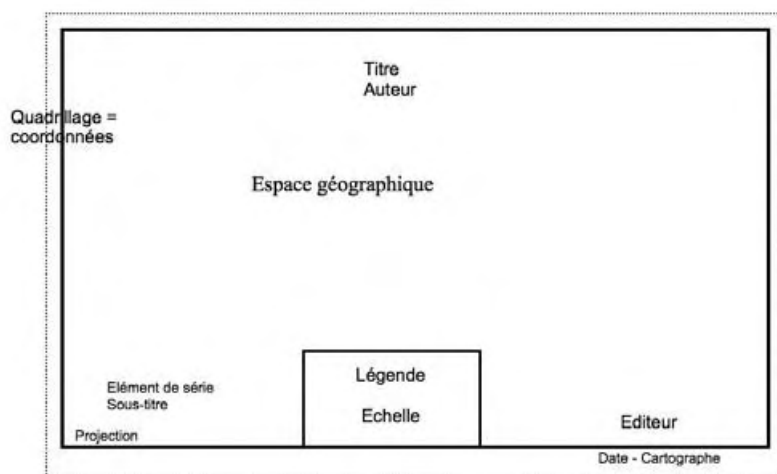 Titre
Auteur
Quadrillage =
coordonnées
Espace géographique
Légende
Elément de série
Sous-titre
Echelle
Editeur
Projection
Date - Cartographe